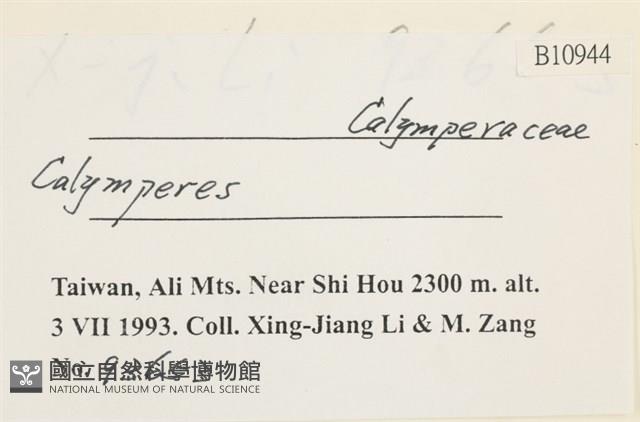 B10944
Calymperaceae
Calymperes
Taiwan, Ali Mts. Near Shi Hou 2300 m. alt.
3 VII 1993. Coll. Xing-Jiang Li & M. Zang
No.
國立自然科學博物館
NATIONAL MUSEUM OF NATURAL SCIENCE